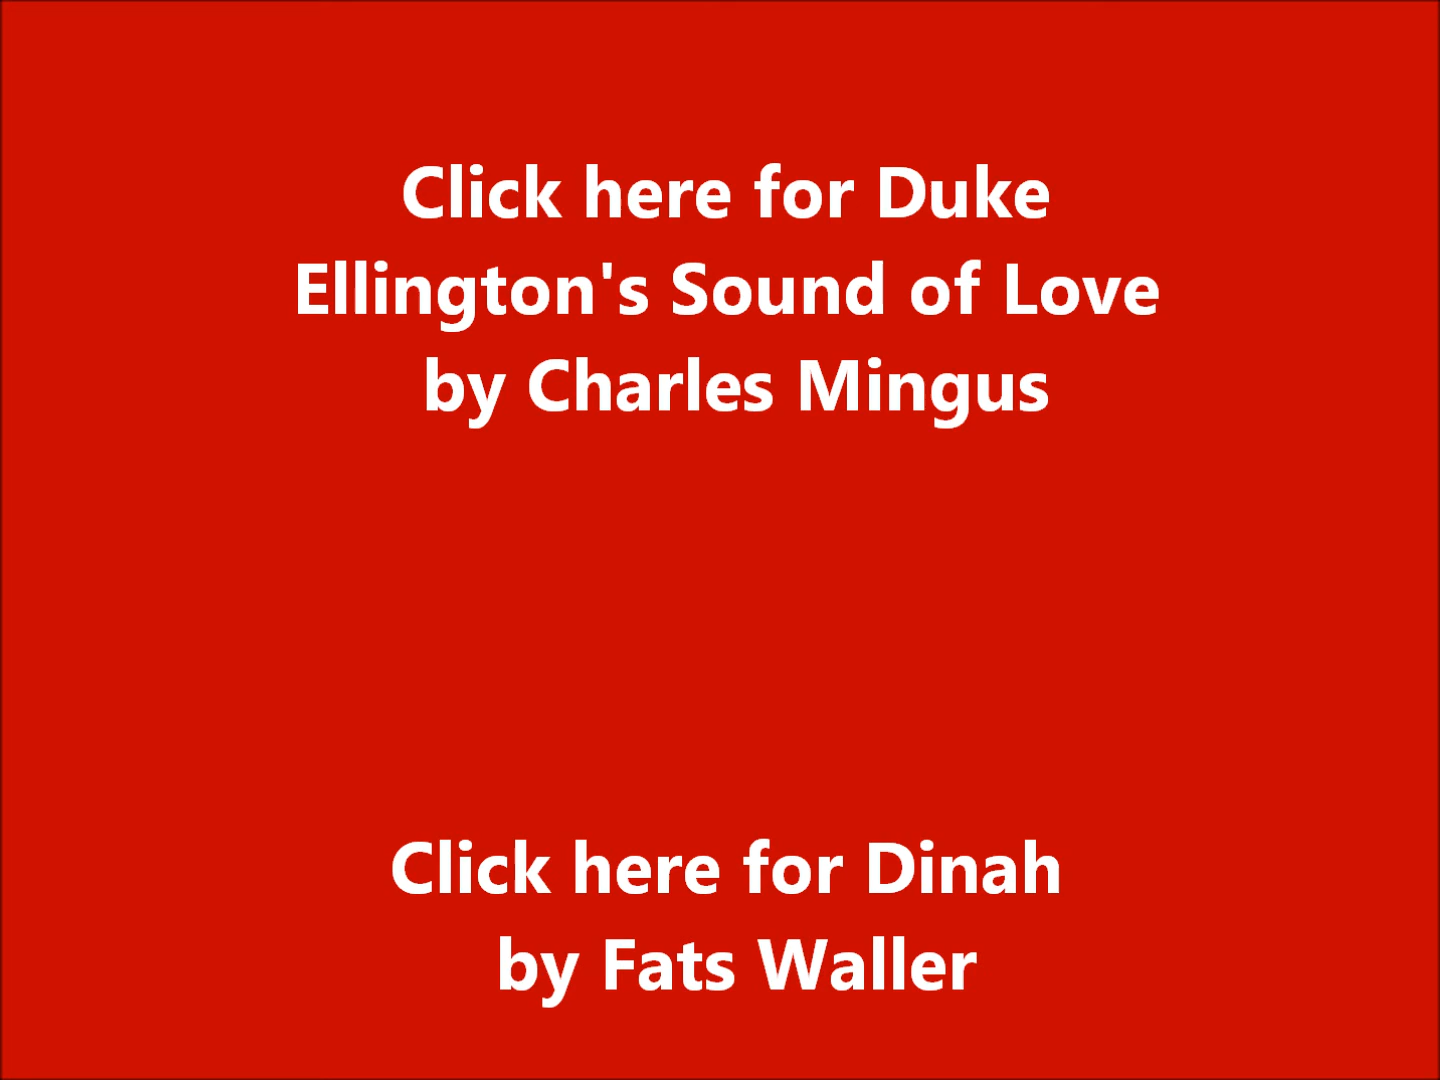 Click here for Duke
Ellington's Sound of Love
by Charles Mingus
Click here for Dinah
by Fats Waller